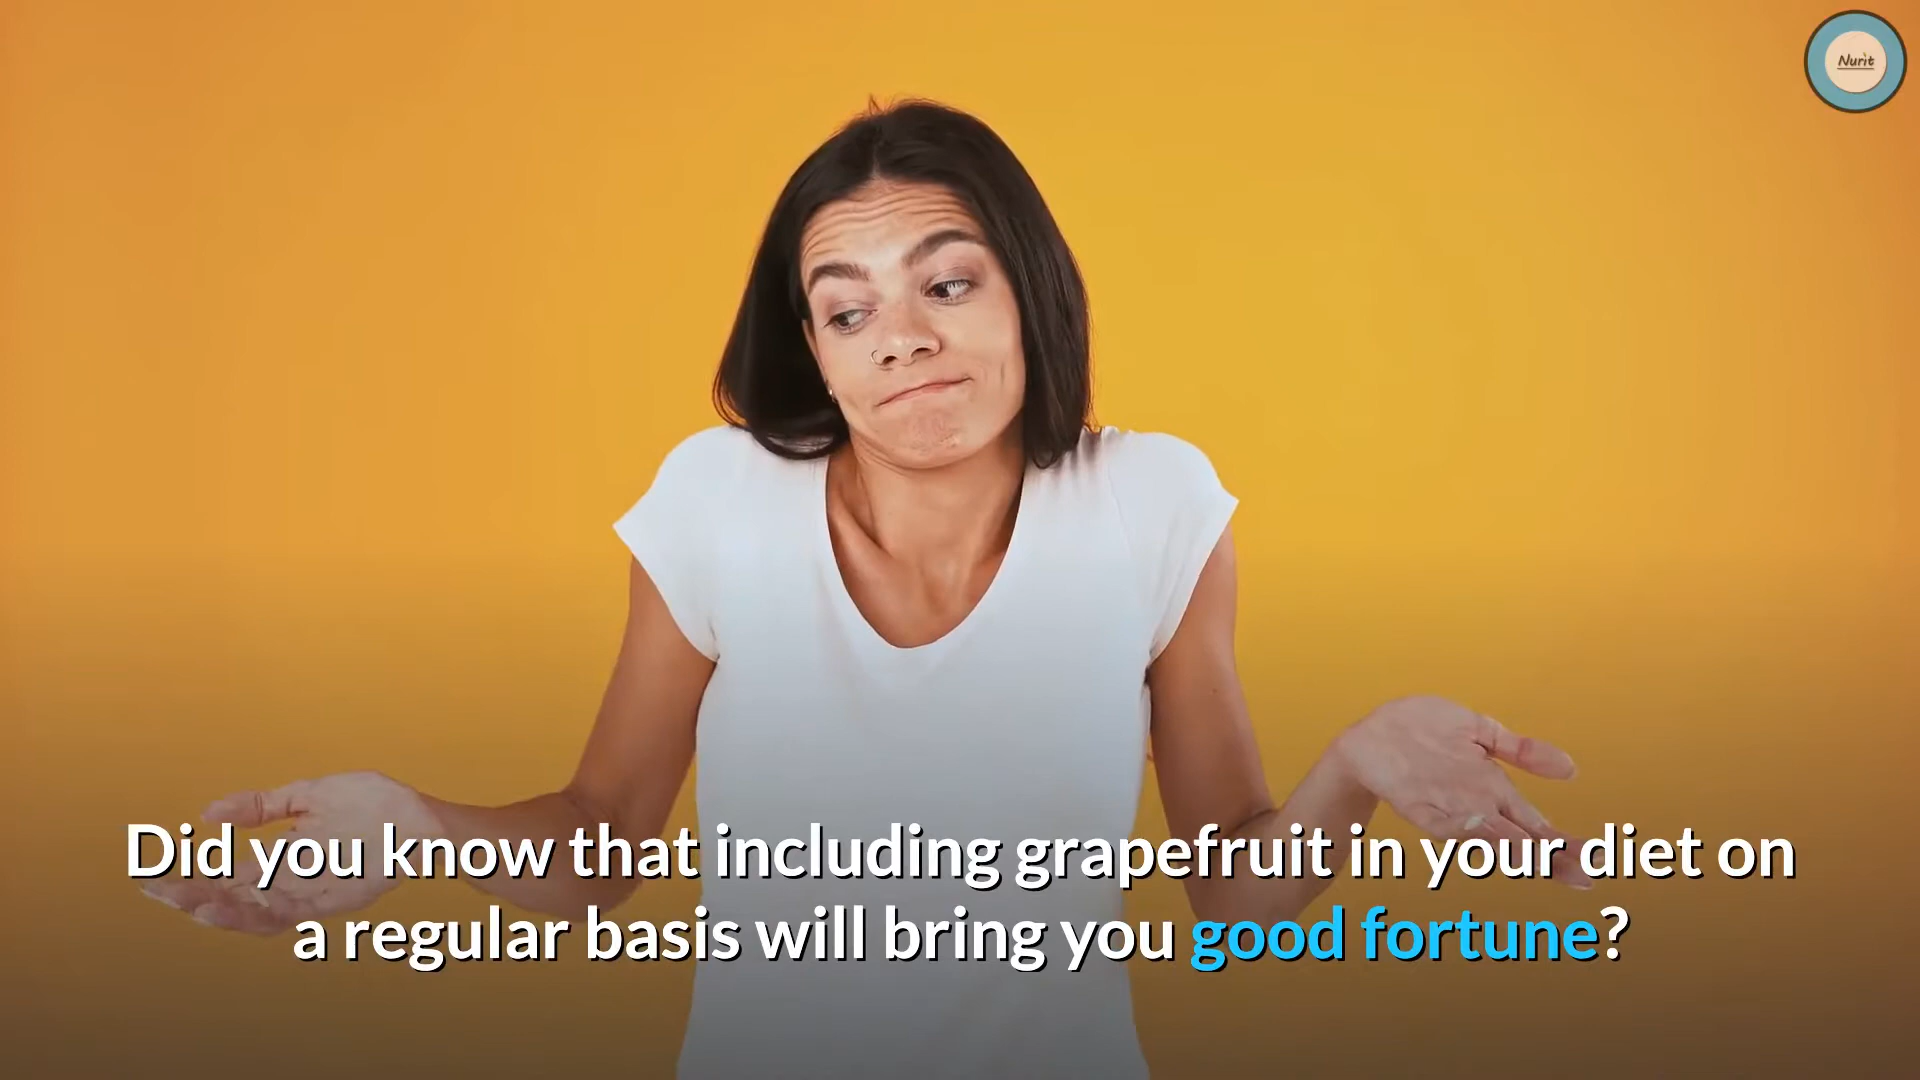 Nurit
Did you know that including grapefruit in your diet on
a regular basis will bring you good fortune?